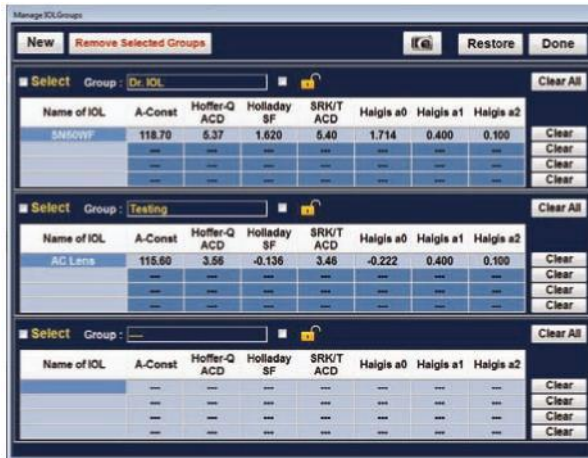 Manage IOLGroups
New Remove Selected Groups Restore Done
Select Group : Dr. IOL Clear All
Name of IOL A-Const Hoffer-Q ACD Holladay SF SRK/T ACD Haigis a0 Haigis a1 Haigis a2
SN60WF 118.70 5.37 1.620 5.40 1.714 0.400 0.100 Clear
--- --- --- --- --- --- --- Clear
--- --- --- --- --- --- --- Clear
--- --- --- --- --- --- --- Clear
Select Group : Testing Clear All
Name of IOL A-Const Hoffer-Q ACD Holladay SF SRK/T ACD Haigis a0 Haigis a1 Haigis a2
AC Lens 115.60 3.56 -0.136 3.46 -0.222 0.400 0.100 Clear
--- --- --- --- --- --- --- Clear
--- --- --- --- --- --- --- Clear
--- --- --- --- --- --- --- Clear
Select Group : --- Clear All
Name of IOL A-Const Hoffer-Q ACD Holladay SF SRK/T ACD Haigis a0 Haigis a1 Haigis a2
--- --- --- --- --- --- --- Clear
--- --- --- --- --- --- --- Clear
--- --- --- --- --- --- --- Clear
--- --- --- --- --- --- --- Clear